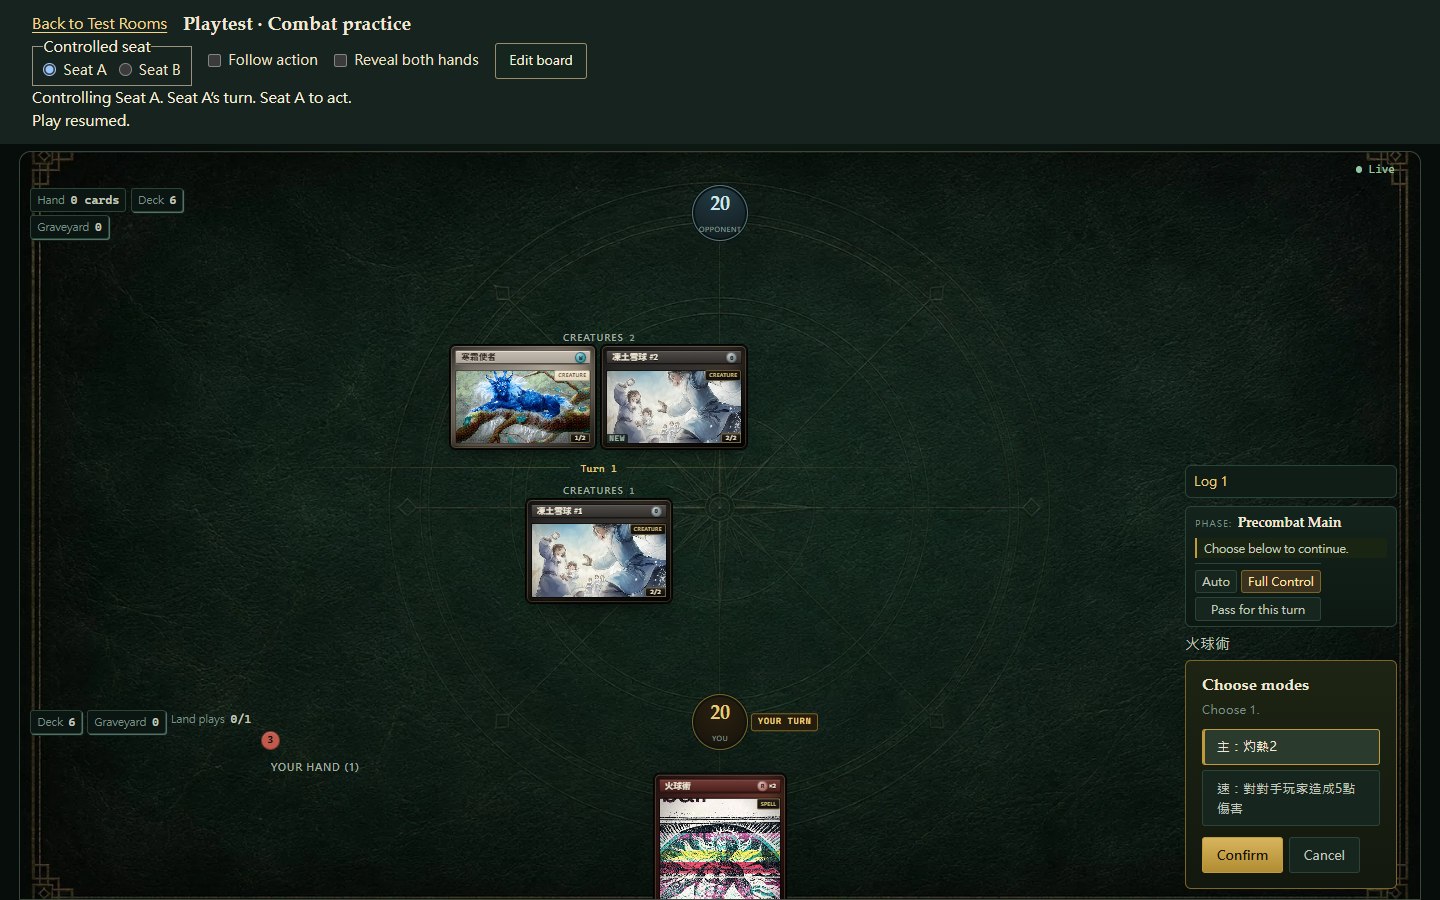 Back to Test Rooms
Playtest · Combat practice
Controlled seat
Seat A
Seat B
Follow action
Reveal both hands
Edit board
Controlling Seat A. Seat A's turn. Seat A to act.
Play resumed.
Live
Hand 0 cards
Deck 6
Graveyard 0
20
OPPONENT
CREATURES 2
寒霜使者
CREATURE
1/2
凍土雪球 #2
0
CREATURE
NEW
2/2
Turn 1
CREATURES 1
凍土雪球 #1
0
CREATURE
2/2
Log 1
PHASE: Precombat Main
Choose below to continue.
Auto
Full Control
Pass for this turn
火球術
Choose modes
Choose 1.
主：灼熱2
速：對對手玩家造成5點
傷害
Confirm
Cancel
Deck 6
Graveyard 0
Land plays 0/1
3
YOUR HAND (1)
20
YOU
YOUR TURN
火球術
R ×2
SPELL